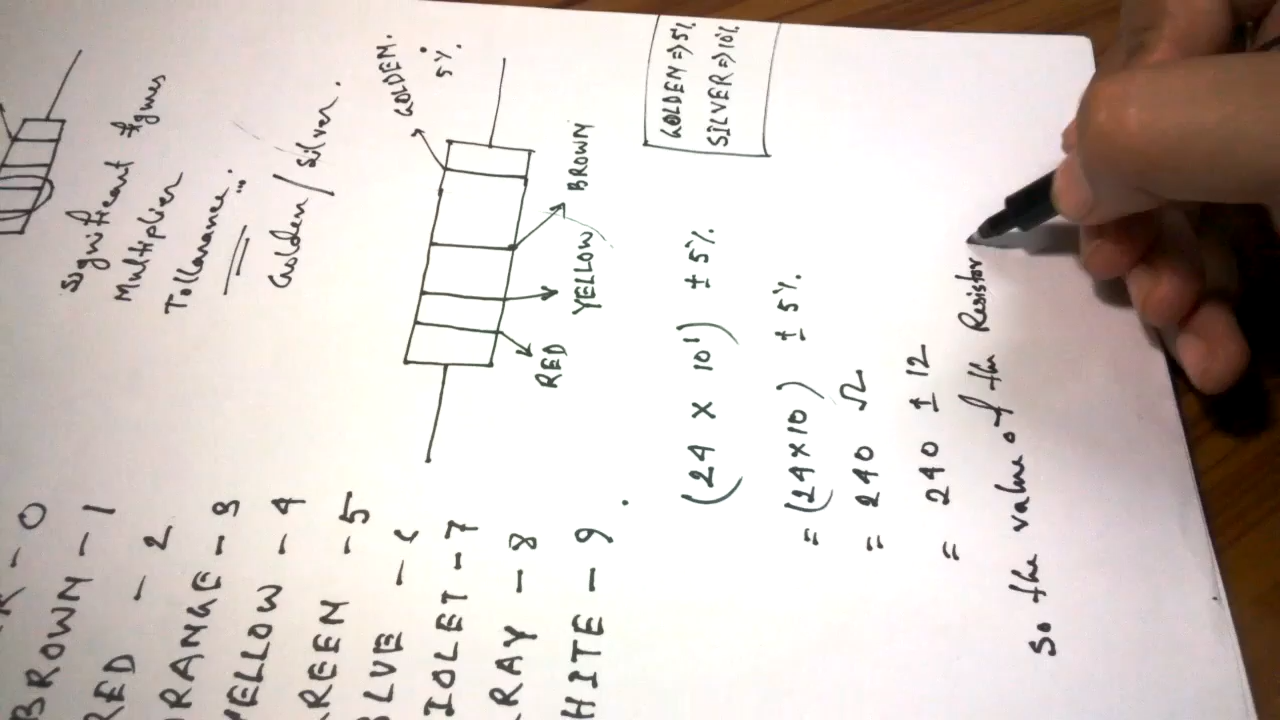 BROWN - 1
RED - 2
RANGE - 3
YELLOW - 4
REEN - 5
LUE - 6
IOLET - 7
RAY - 8
HITE - 9
Significant figures
Multiplier
Tollarance
Golden / Silver.
GOLDEN.
5%
RED
YELLOW
BROWN
GOLDEN => 5%
SILVER => 10%
(24 × 10¹) ± 5%
= (24×10) ± 5%
= 240 Ω
= 240 ± 12
So the value of the Resistor